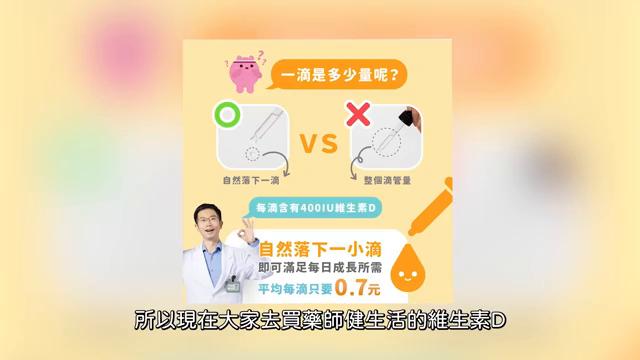 一滴是多少量呢？
VS
自然落下一滴
整個滴管量
每滴含有400IU維生素D
自然落下一小滴
即可滿足每日成長所需
平均每滴只要0.7元
所以現在大家去買藥師健生活的維生素D